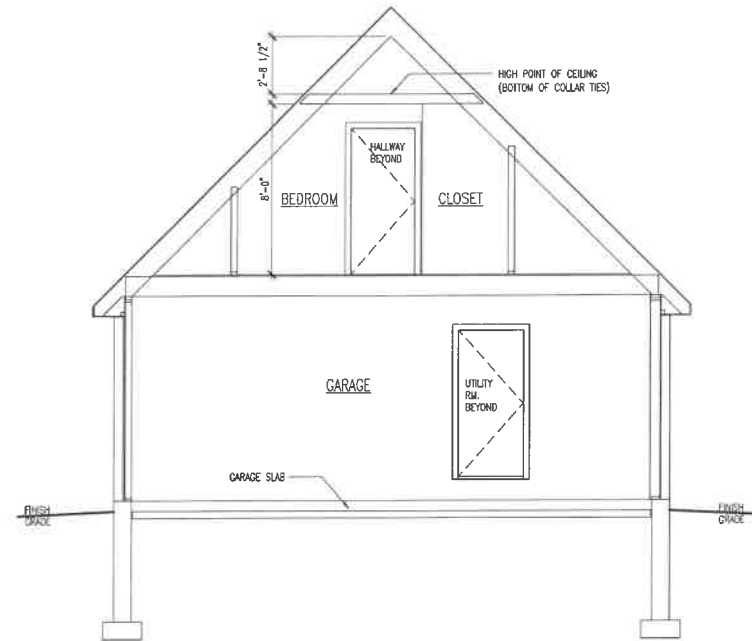 2'-8 1/2"
HIGH POINT OF CEILING
(BOTTOM OF COLLAR TIES)
HALLWAY
BEYOND
8'-0"
BEDROOM
CLOSET
GARAGE
UTILITY
RM.
BEYOND
GARAGE SLAB
FINISH
GRADE
FINISH
GRADE